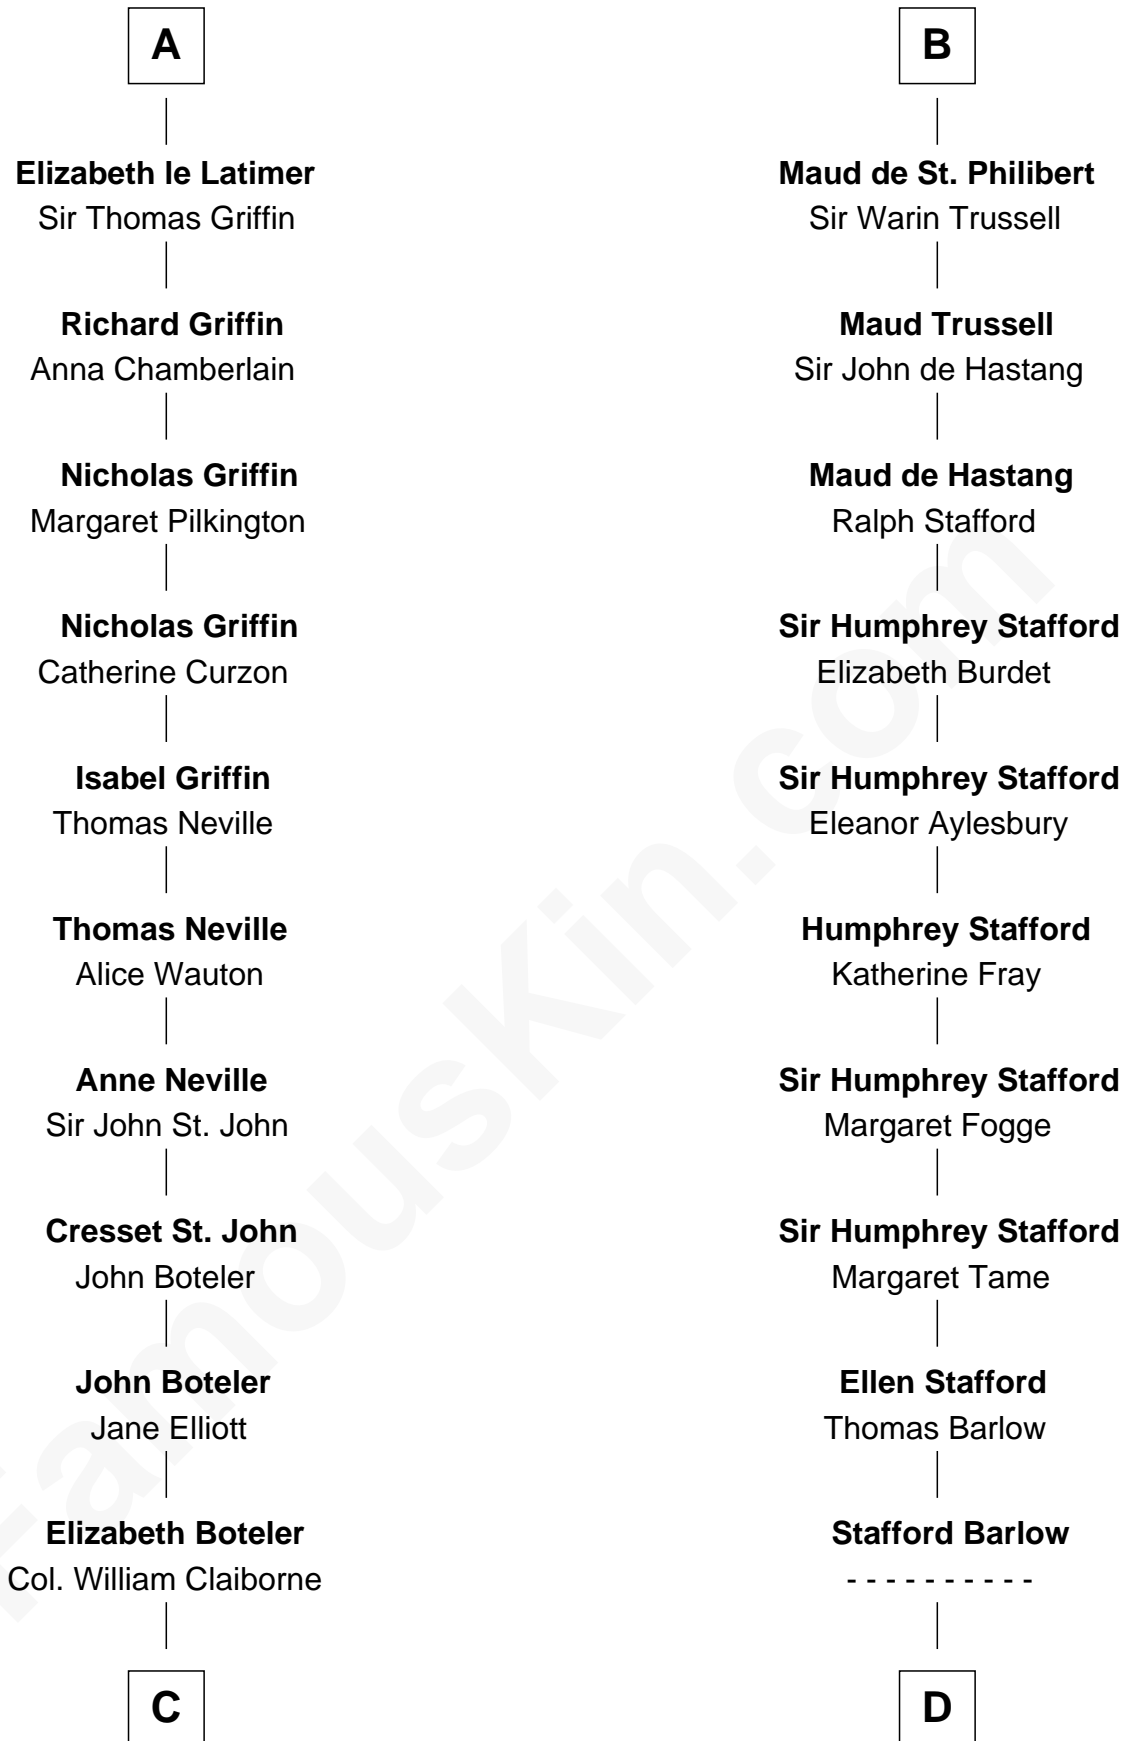 A
Elizabeth le Latimer
Sir Thomas Griffin
Richard Griffin
Anna Chamberlain
Nicholas Griffin
Margaret Pilkington
Nicholas Griffin
Catherine Curzon
Isabel Griffin
Thomas Neville
Thomas Neville
Alice Wauton
Anne Neville
Sir John St. John
Cresset St. John
John Boteler
John Boteler
Jane Elliott
Elizabeth Boteler
Col. William Claiborne
C
B
Maud de St. Philibert
Sir Warin Trussell
Maud Trussell
Sir John de Hastang
Maud de Hastang
Ralph Stafford
Sir Humphrey Stafford
Elizabeth Burdet
Sir Humphrey Stafford
Eleanor Aylesbury
Humphrey Stafford
Katherine Fray
Sir Humphrey Stafford
Margaret Fogge
Sir Humphrey Stafford
Margaret Tame
Ellen Stafford
Thomas Barlow
Stafford Barlow
- - - - - - - - - -
D
FamousKin.com